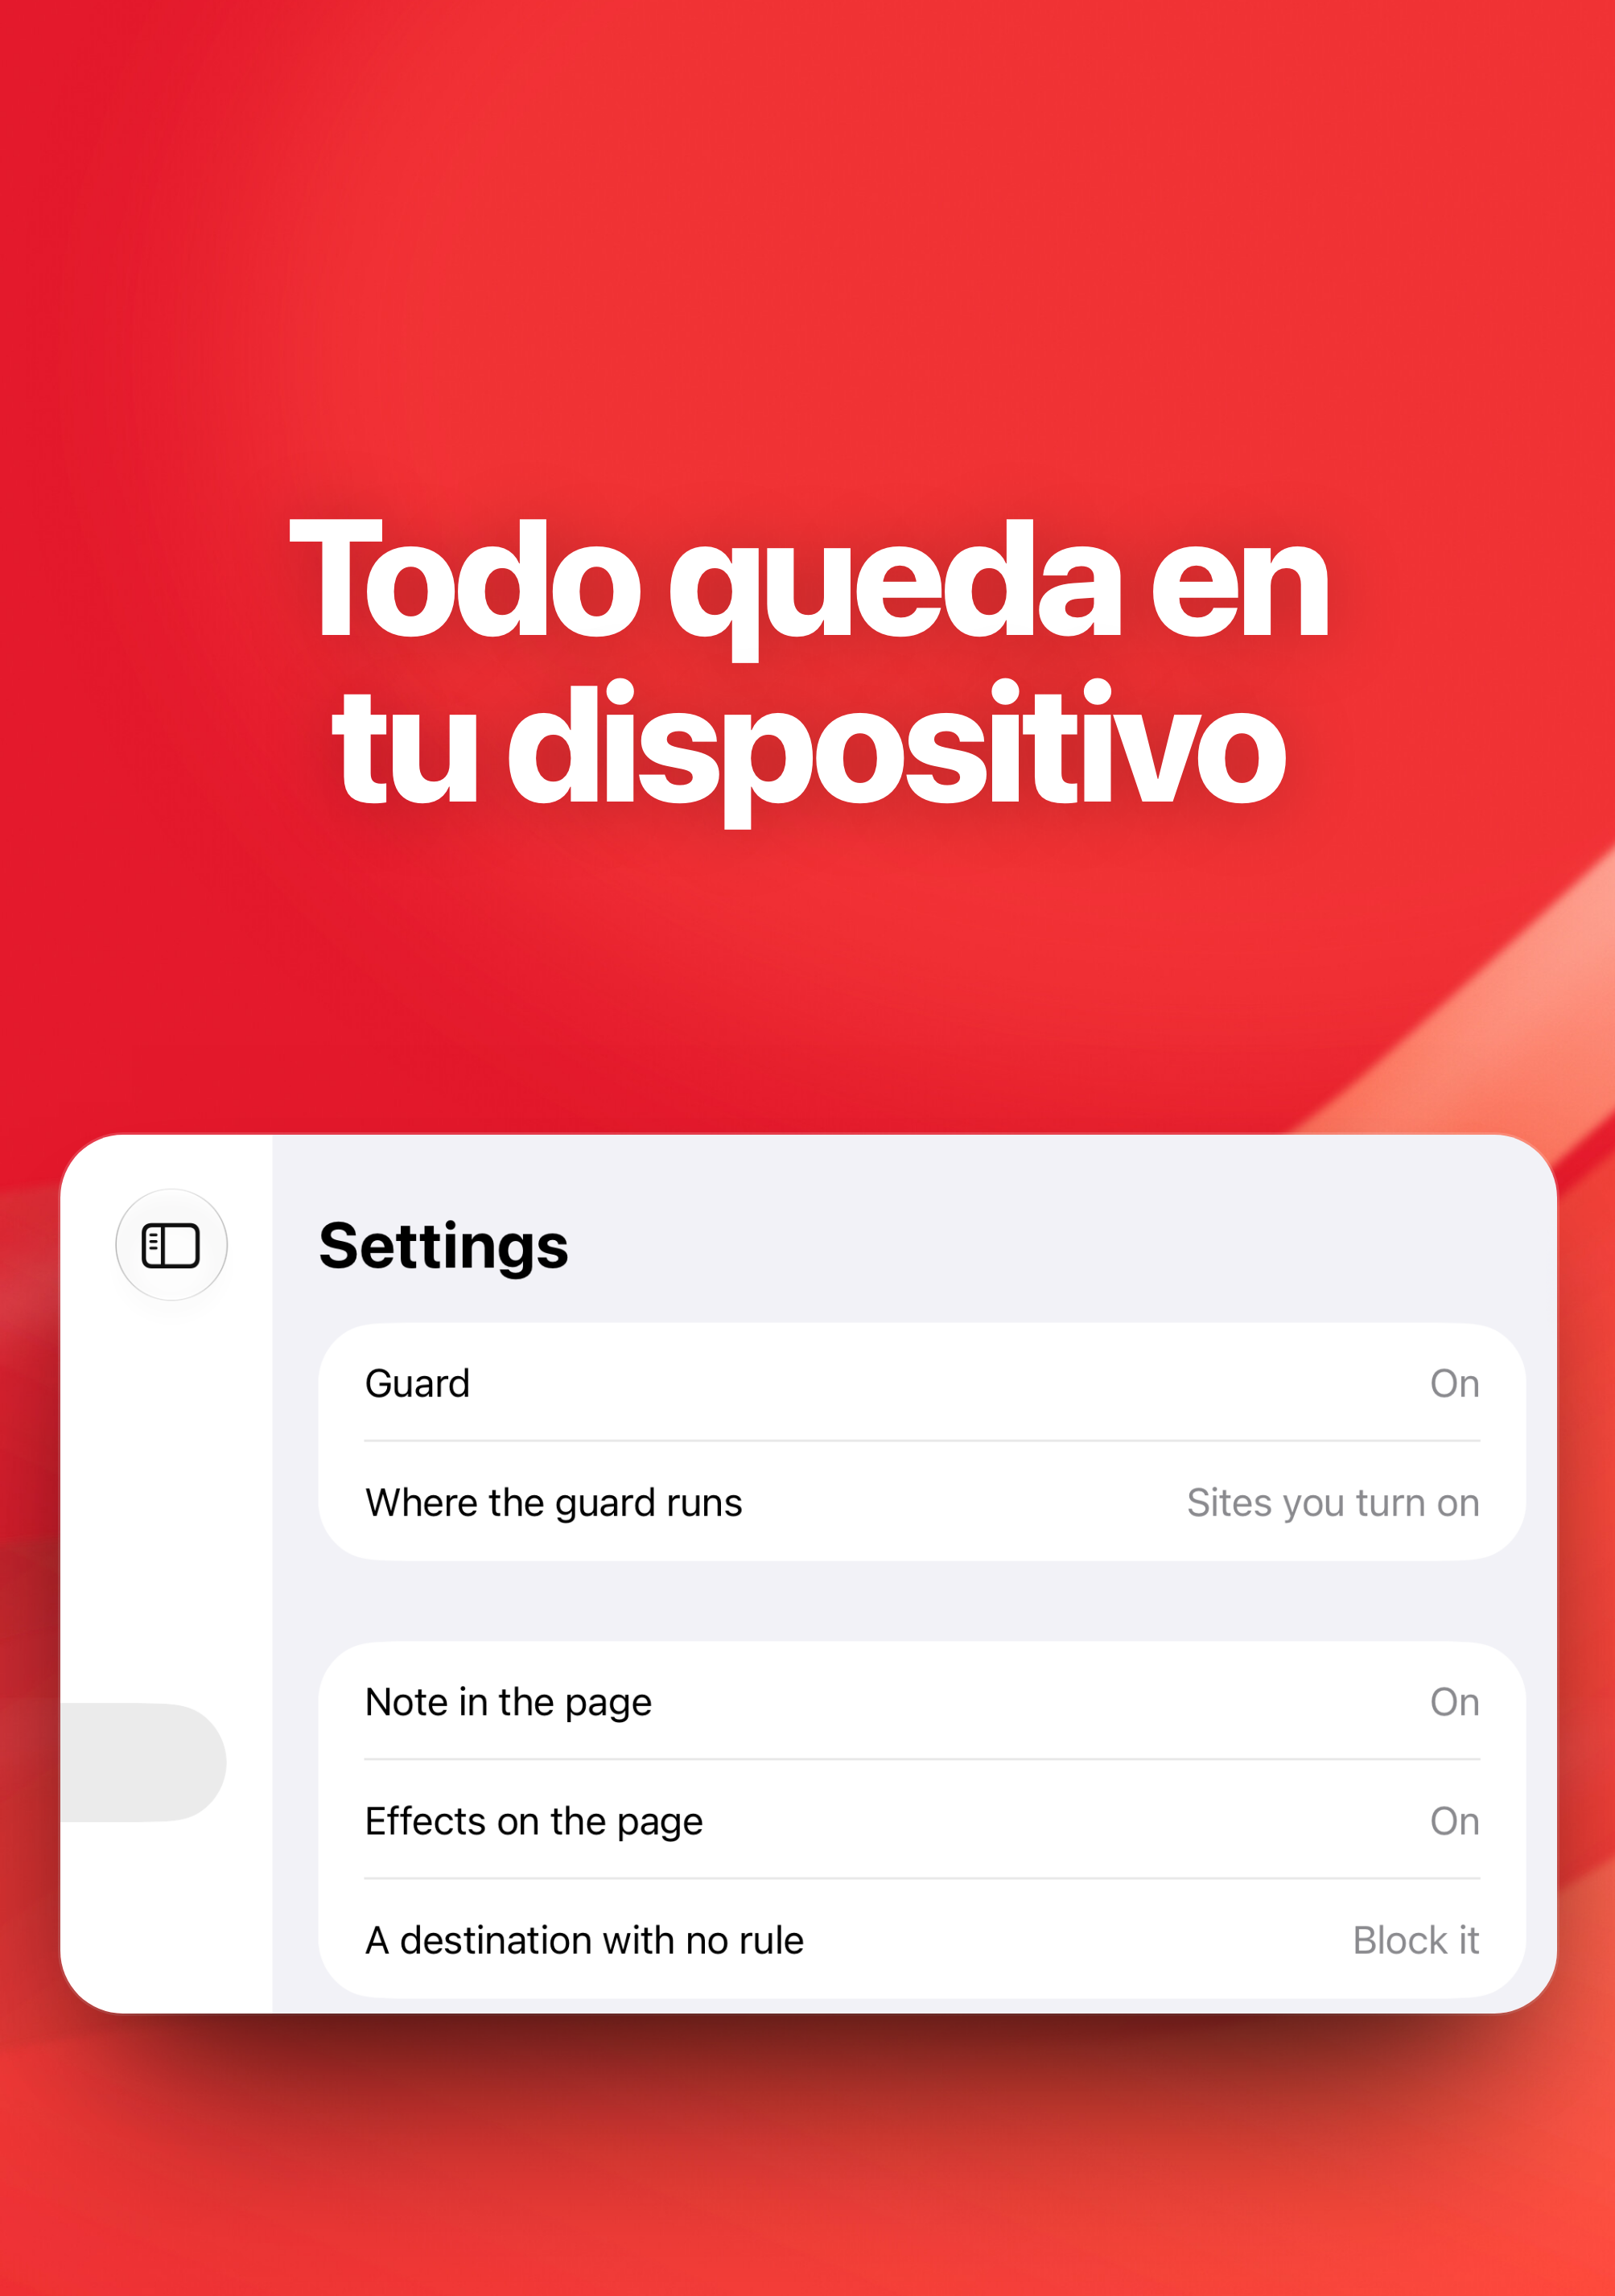 Todo queda en
tu dispositivo
Settings
Guard On
Where the guard runs Sites you turn on
Note in the page On
Effects on the page On
A destination with no rule Block it